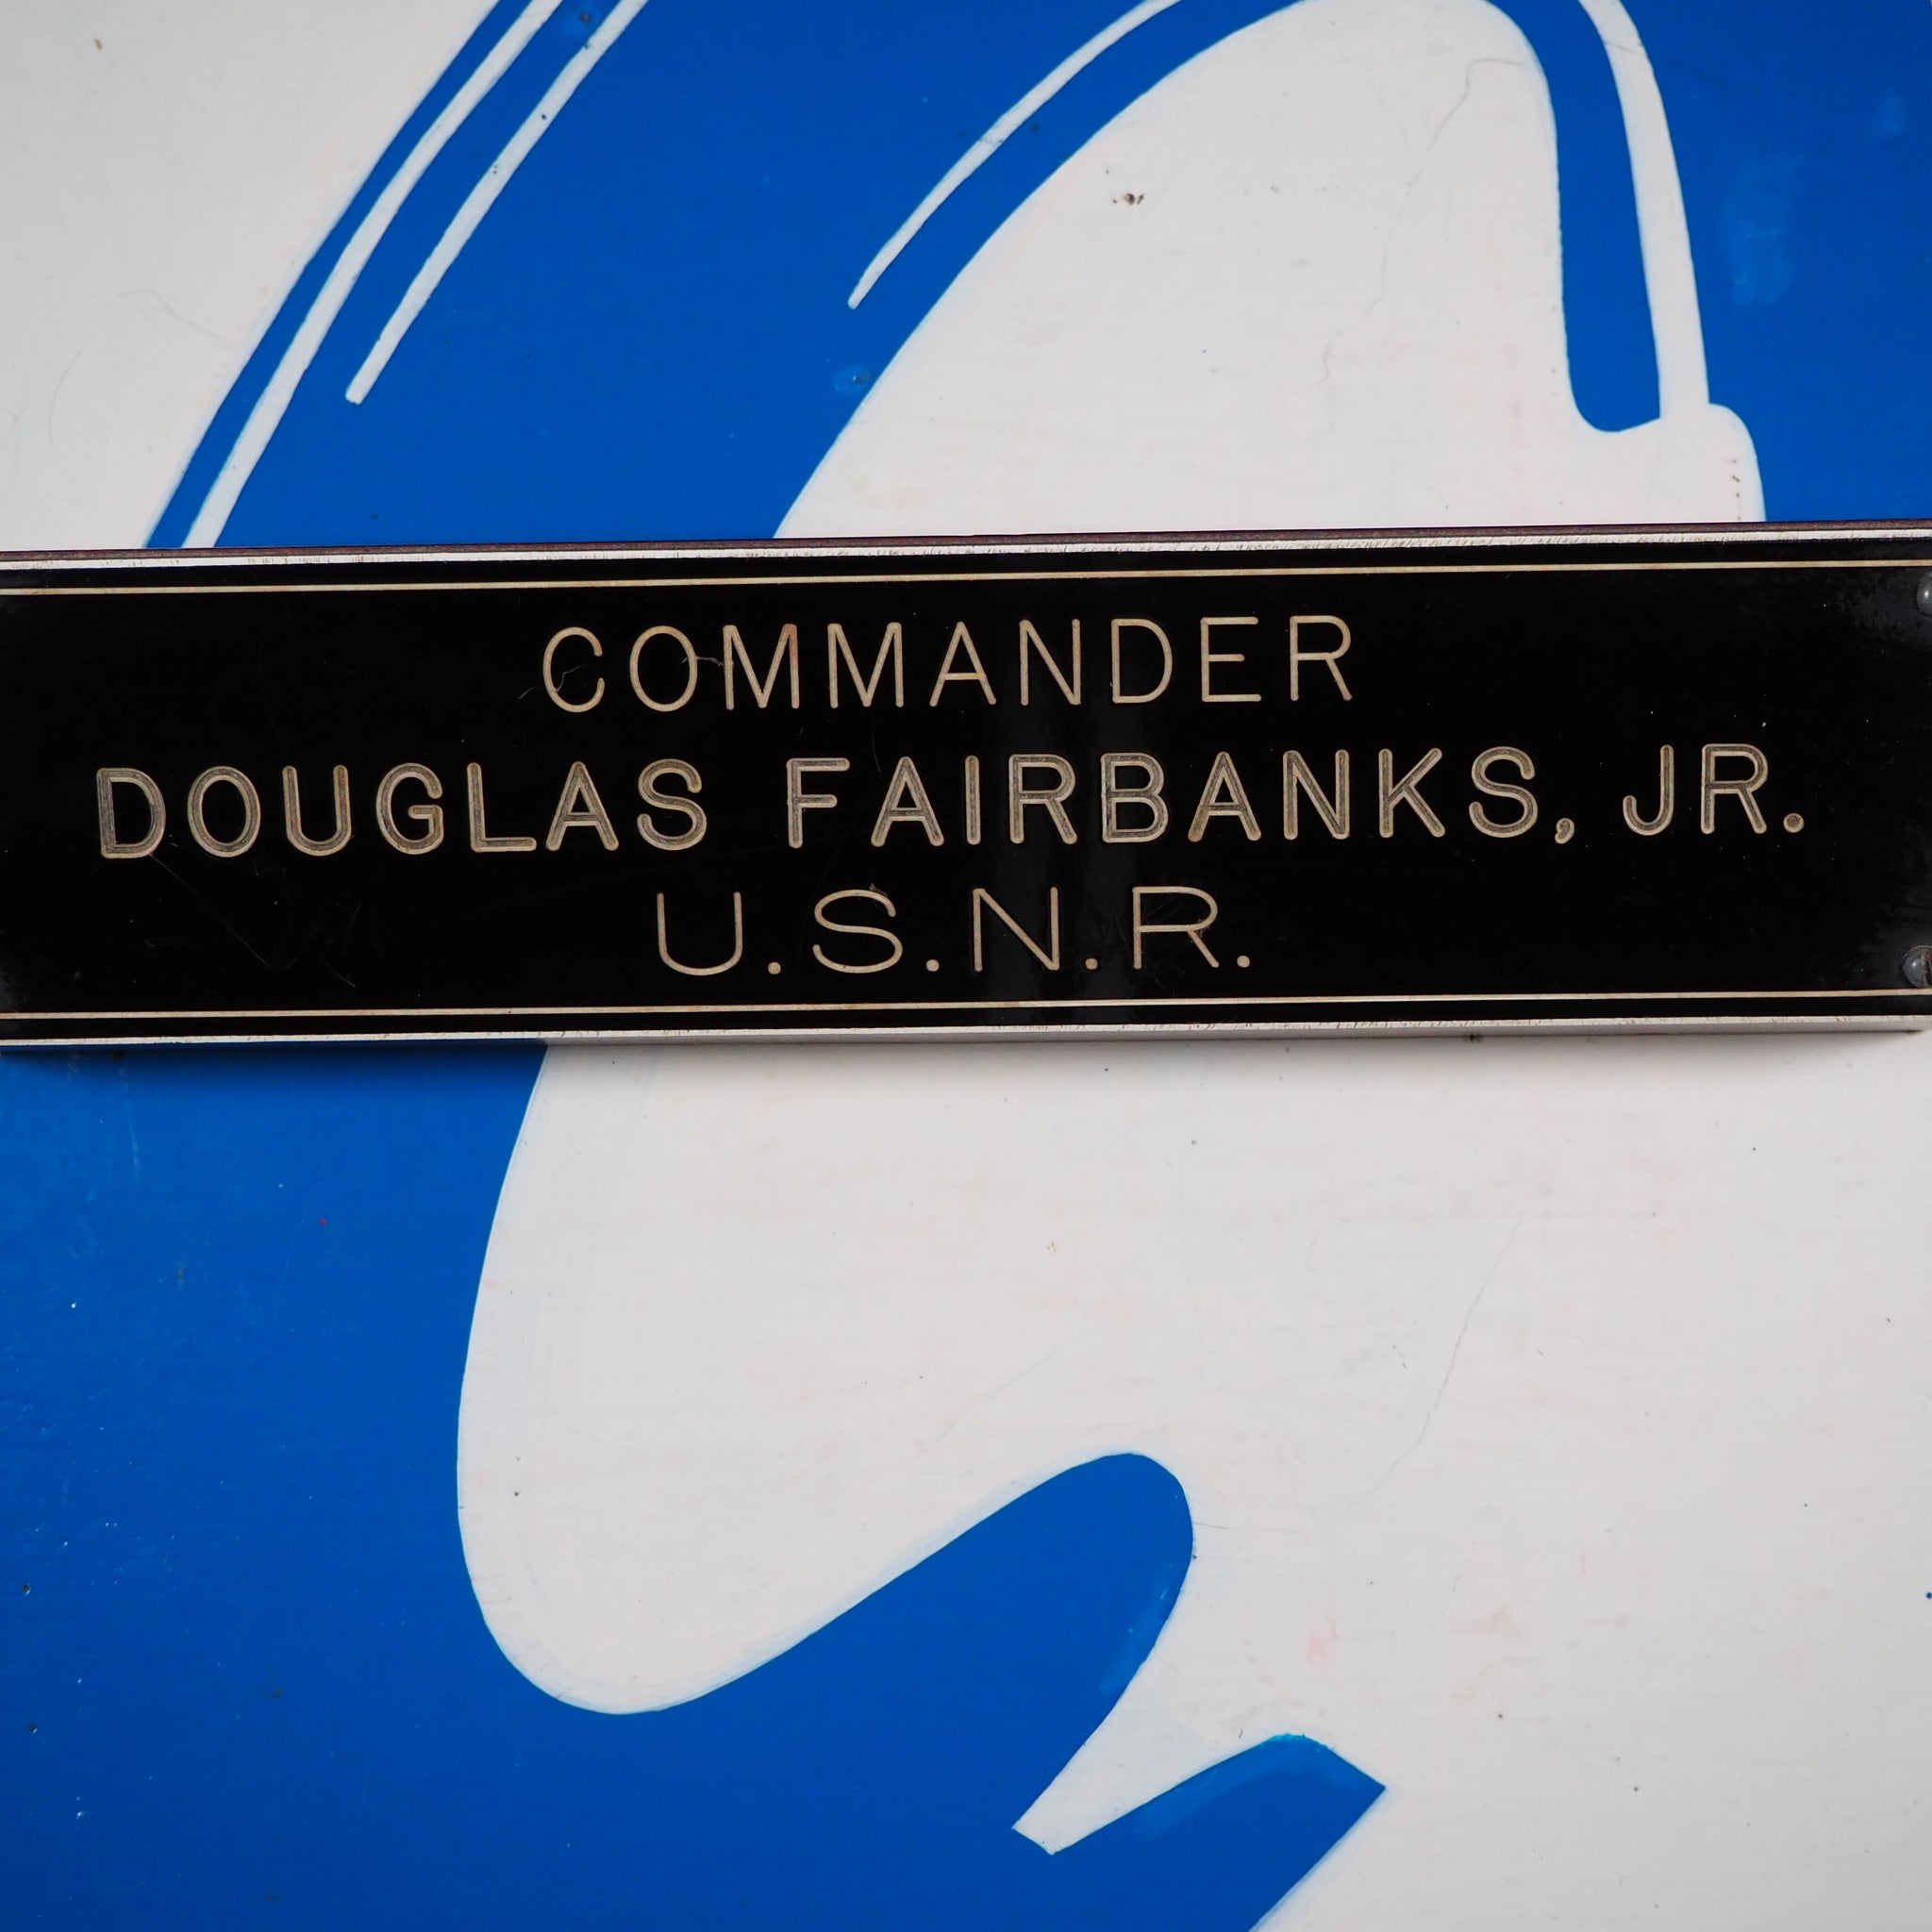 COMMANDER
DOUGLAS FAIRBANKS, JR.
U.S.N.R.